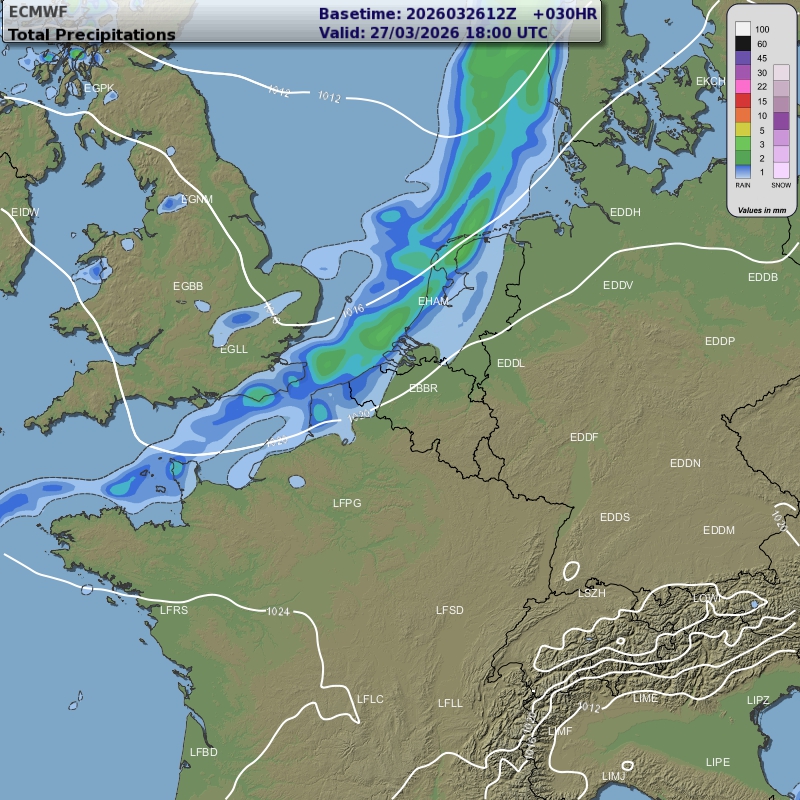 ECMWF
Total Precipitations
Basetime: 2026032612Z +030HR
Valid: 27/03/2026 18:00 UTC
100
60
45
30
22
15
10
5
3
2
1
RAIN
SNOW
Values in mm
EGPK
EKCH
1012
1012
EGNM
EIDW
EDDH
EGBB
EDDB
EDDV
EHAM
1016
EGLL
EDDP
EDDL
EBBR
1020
EDDF
EDDN
LFPG
EDDS
EDDM
1020
LSZH
LOWI
LFRS
1024
LFSD
LFLC
LFLL
LIME
LIPZ
1012
LIMF
LFBD
LIPE
LIMJ